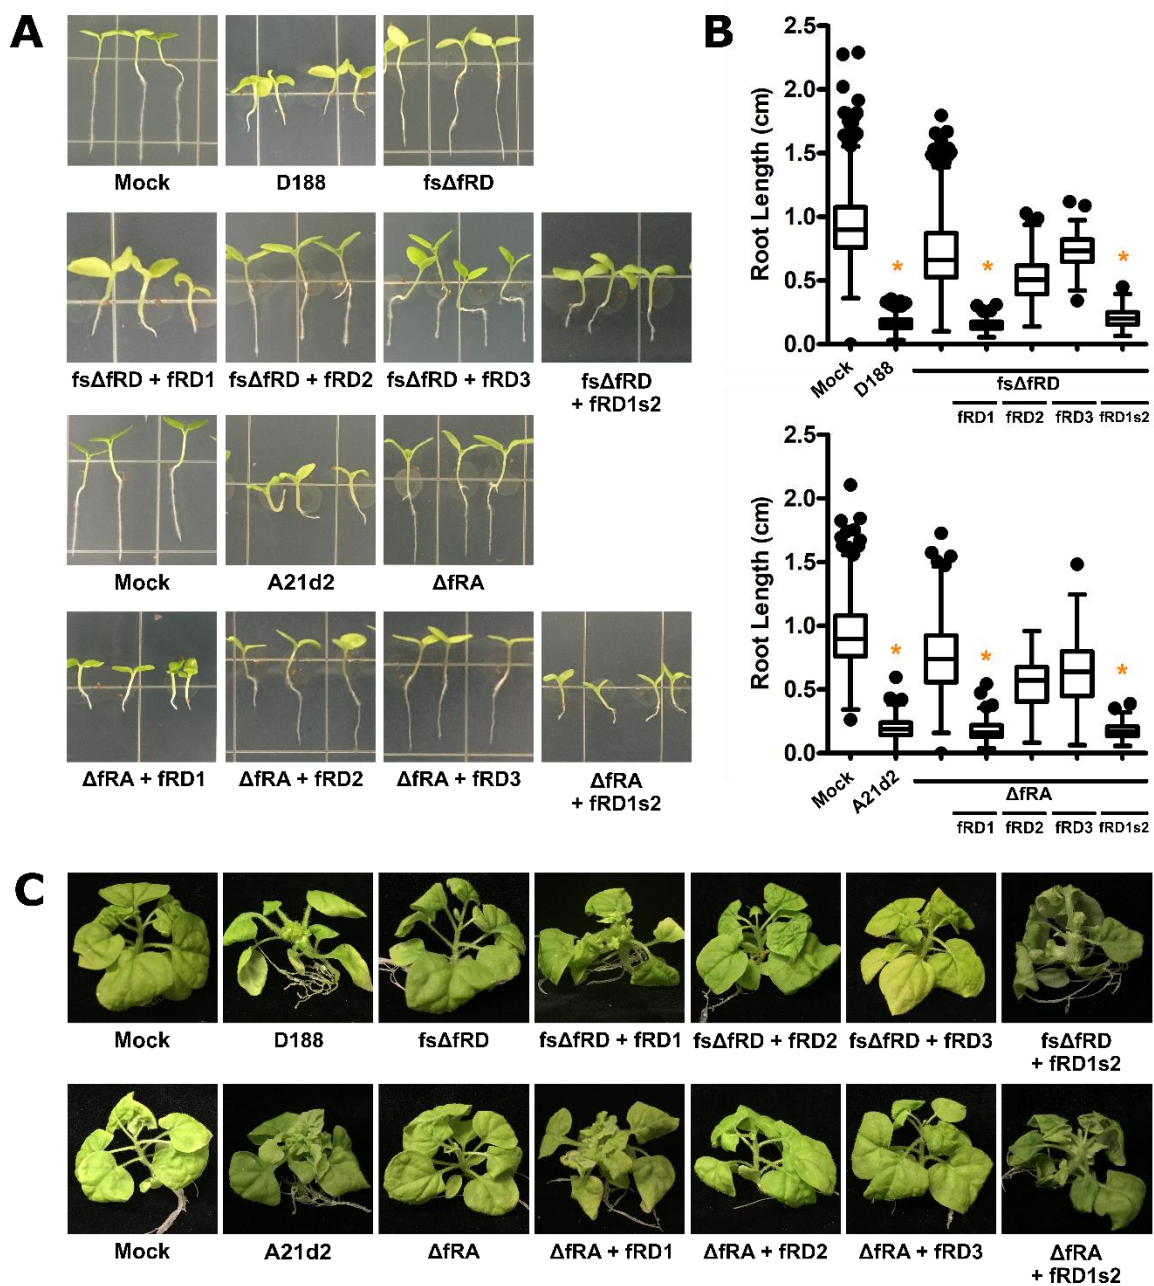 A
Mock
D188
fsΔfRD
fsΔfRD + fRD1
fsΔfRD + fRD2
fsΔfRD + fRD3
fsΔfRD
+ fRD1s2
Mock
A21d2
ΔfRA
ΔfRA + fRD1
ΔfRA + fRD2
ΔfRA + fRD3
ΔfRA
+ fRD1s2
B
Root Length (cm)
2.5
2.0
1.5
1.0
0.5
0.0
*
*
*
Mock
D188
fsΔfRD
fRD1
fRD2
fRD3
fRD1s2
Root Length (cm)
2.5
2.0
1.5
1.0
0.5
0.0
*
*
*
Mock
A21d2
ΔfRA
fRD1
fRD2
fRD3
fRD1s2
C
Mock
D188
fsΔfRD
fsΔfRD + fRD1
fsΔfRD + fRD2
fsΔfRD + fRD3
fsΔfRD
+ fRD1s2
Mock
A21d2
ΔfRA
ΔfRA + fRD1
ΔfRA + fRD2
ΔfRA + fRD3
ΔfRA
+ fRD1s2